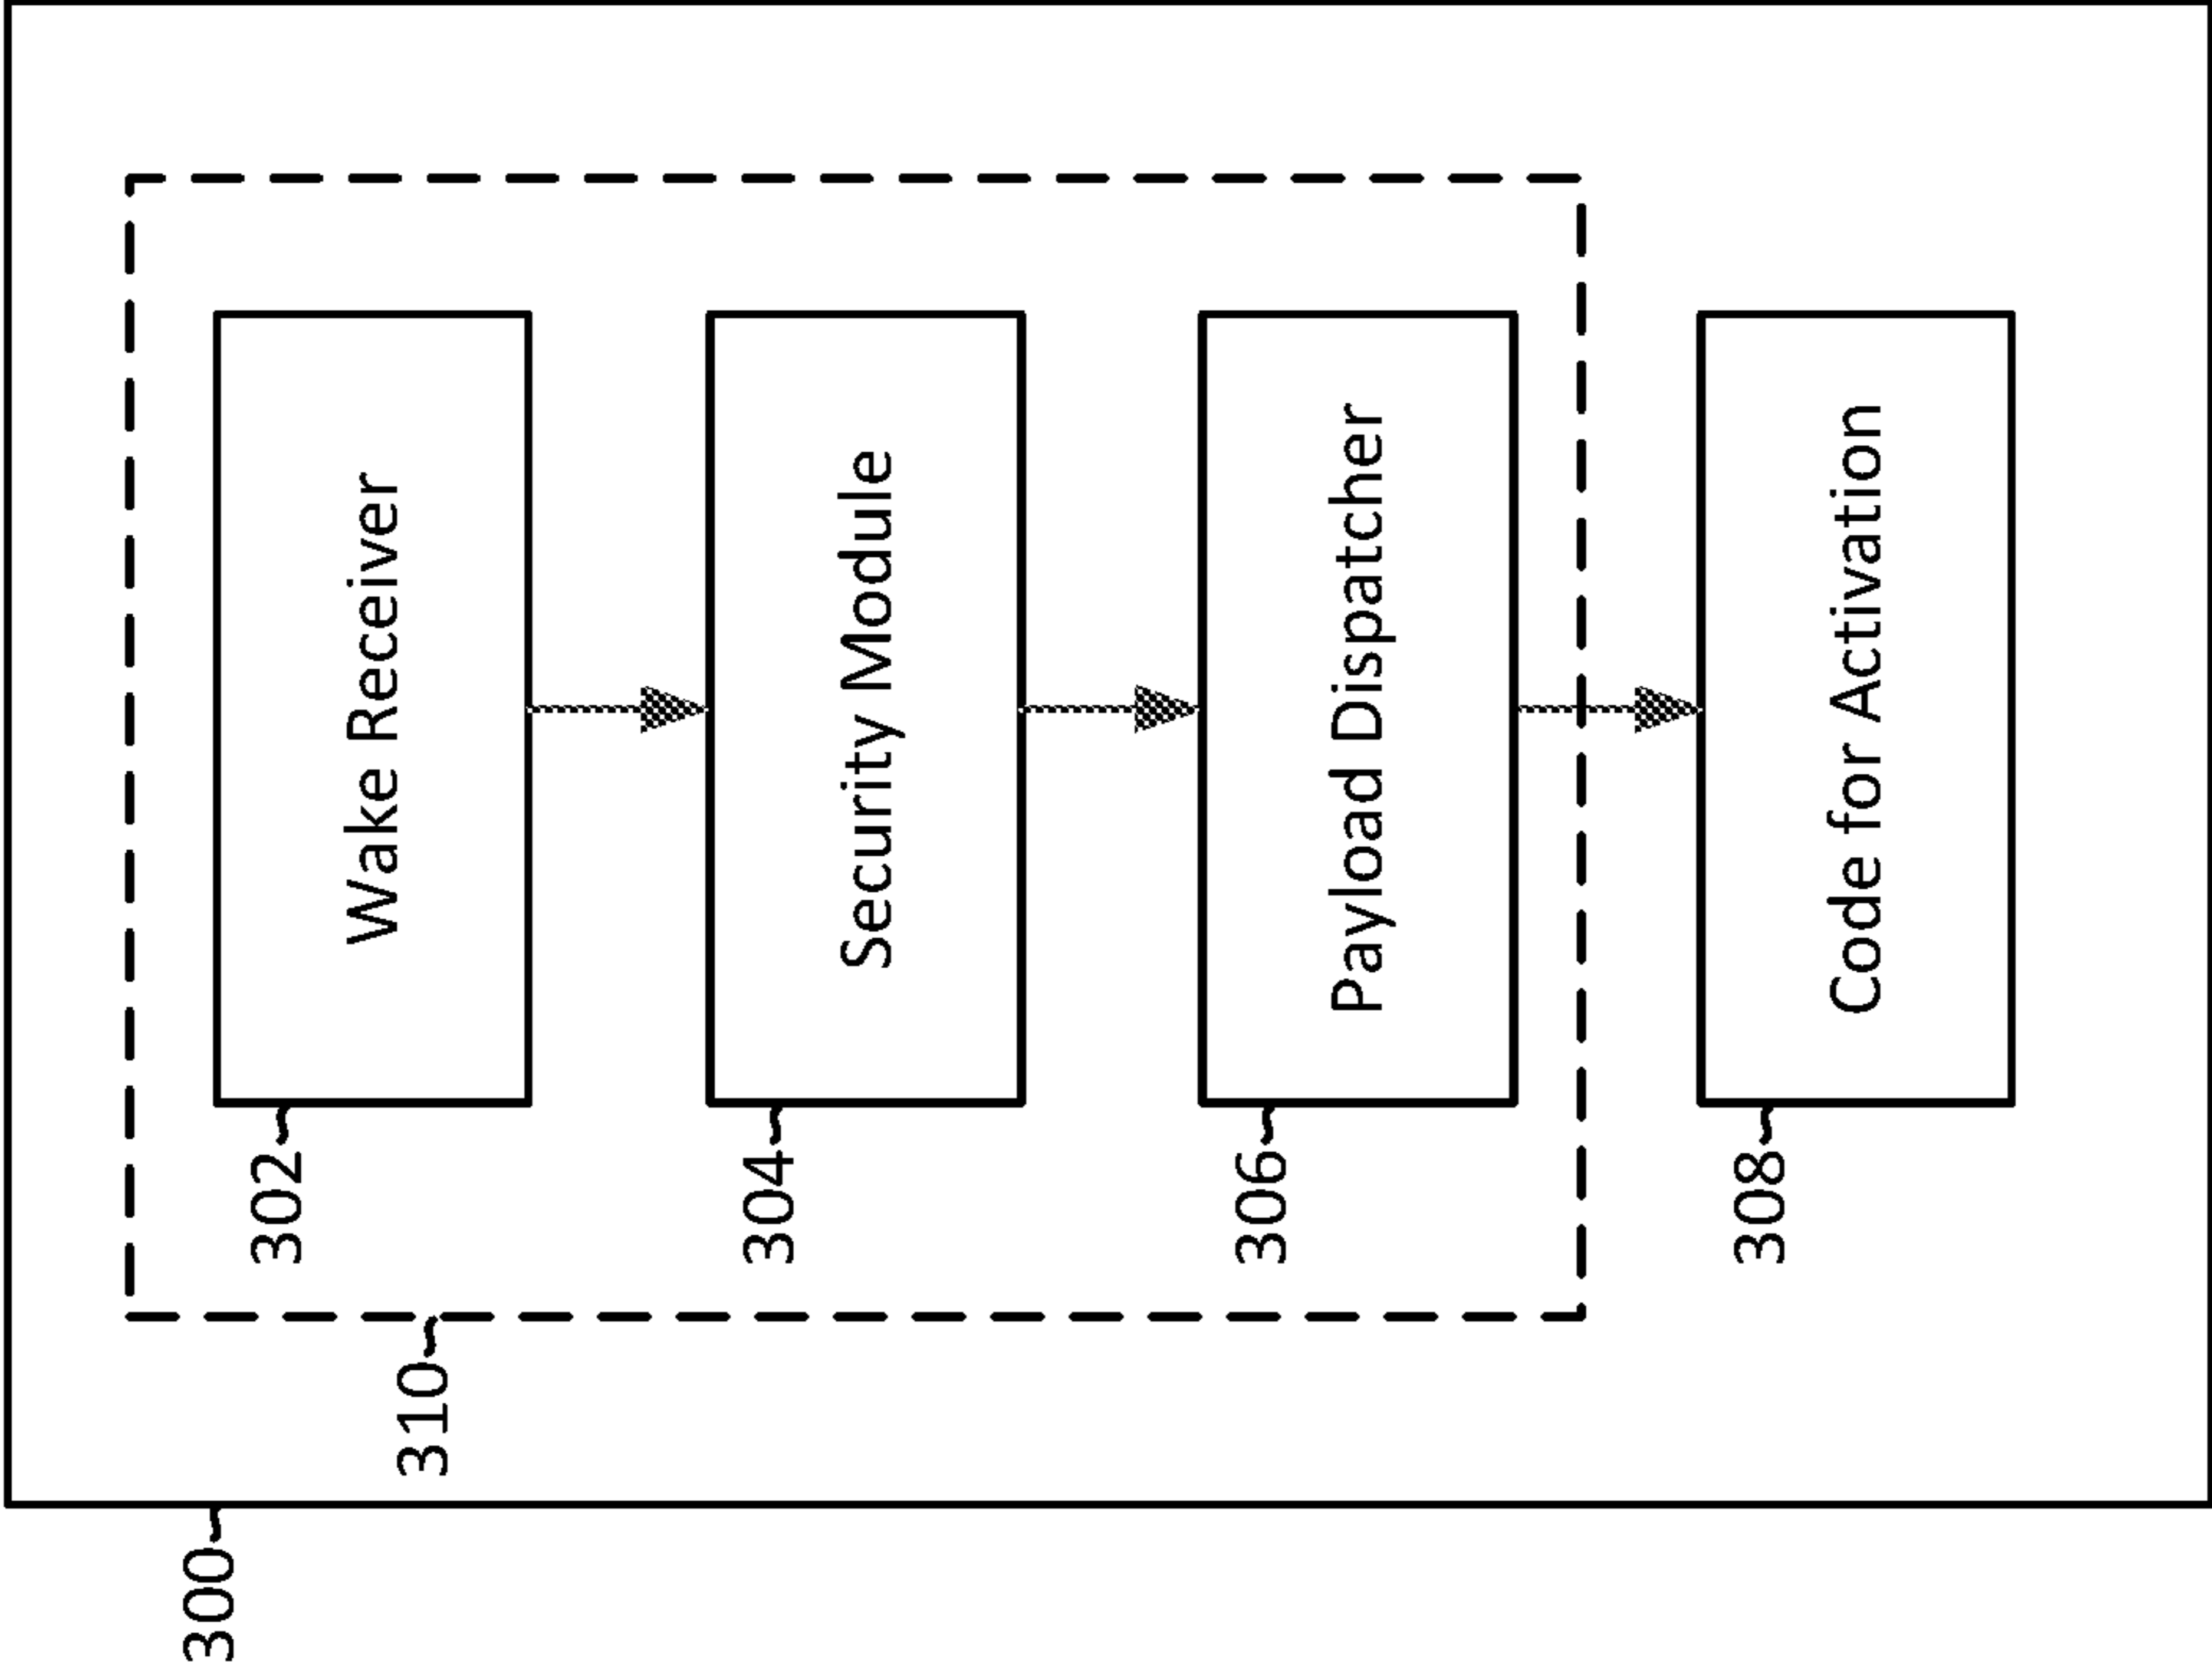 300
310
302
Wake Receiver
304
Security Module
306
Payload Dispatcher
308
Code for Activation